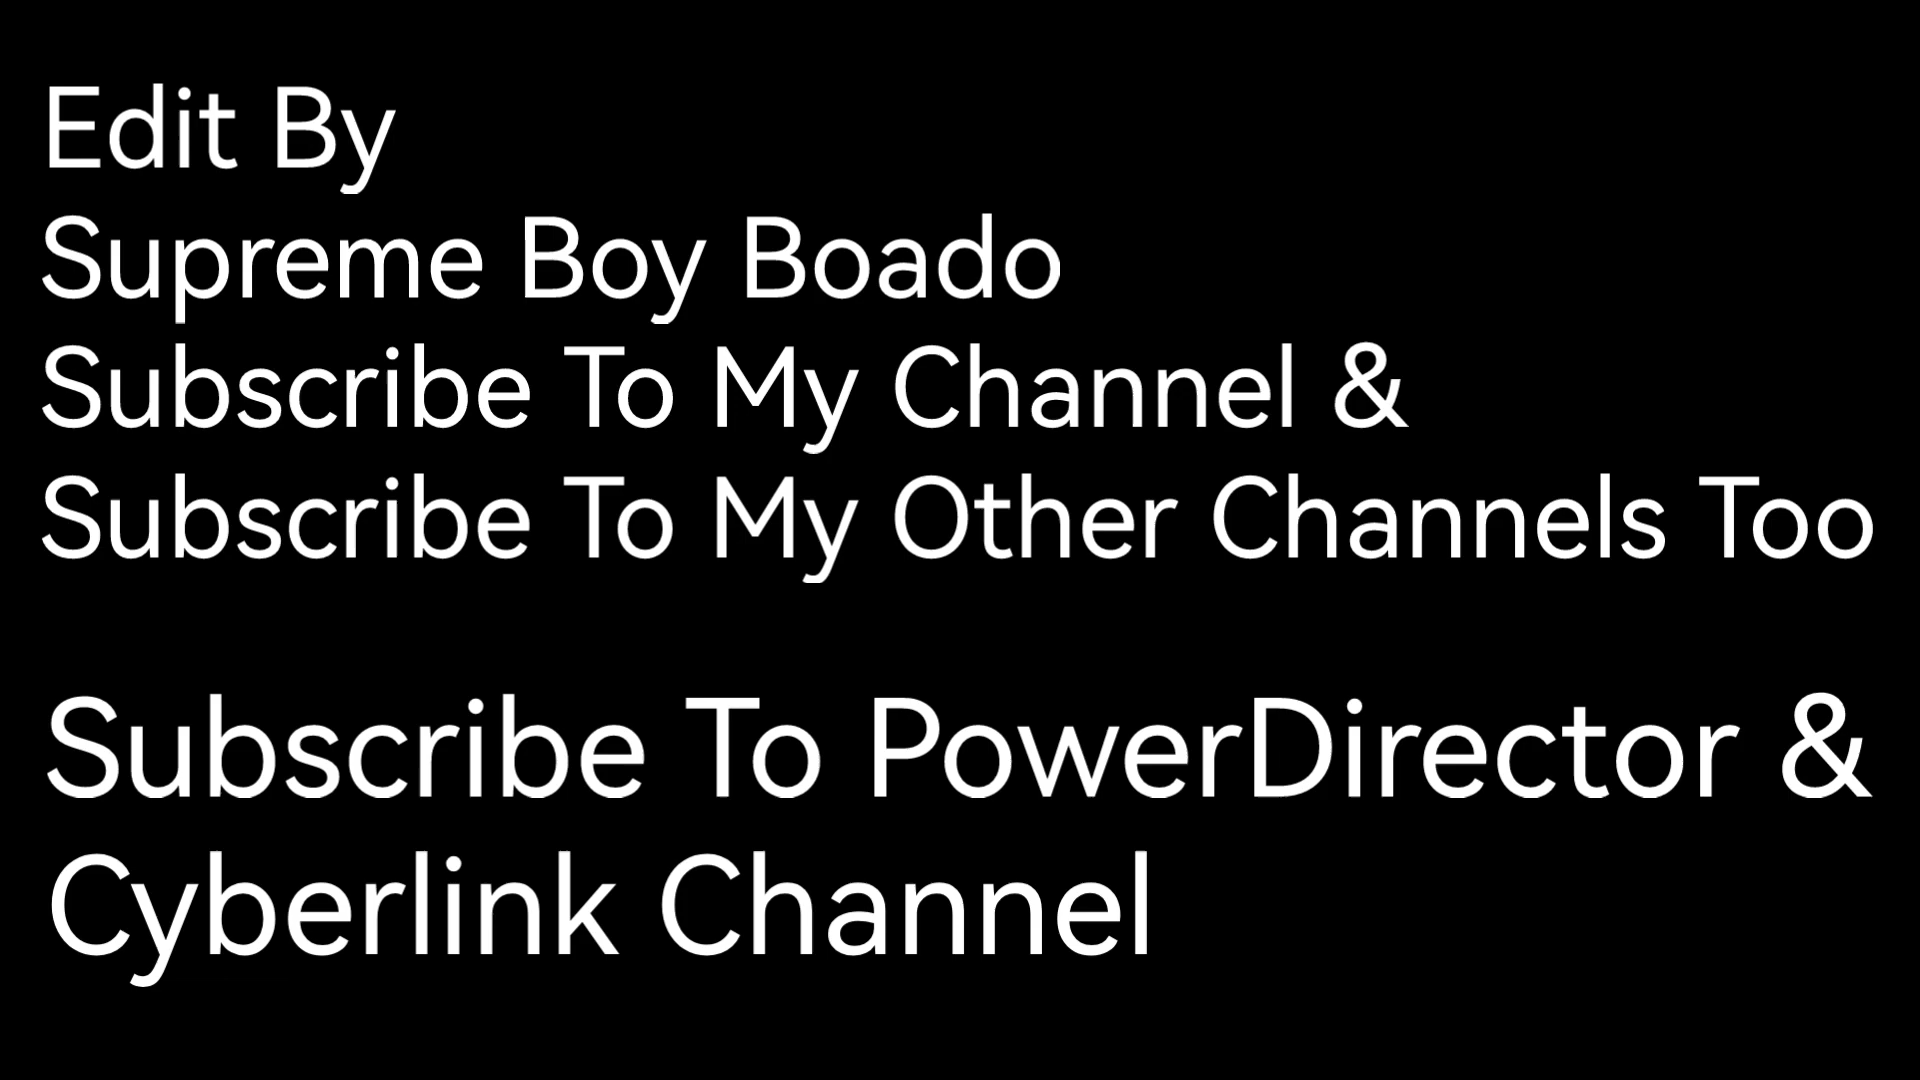 Edit By
Supreme Boy Boado
Subscribe To My Channel &
Subscribe To My Other Channels Too
Subscribe To PowerDirector &
Cyberlink Channel